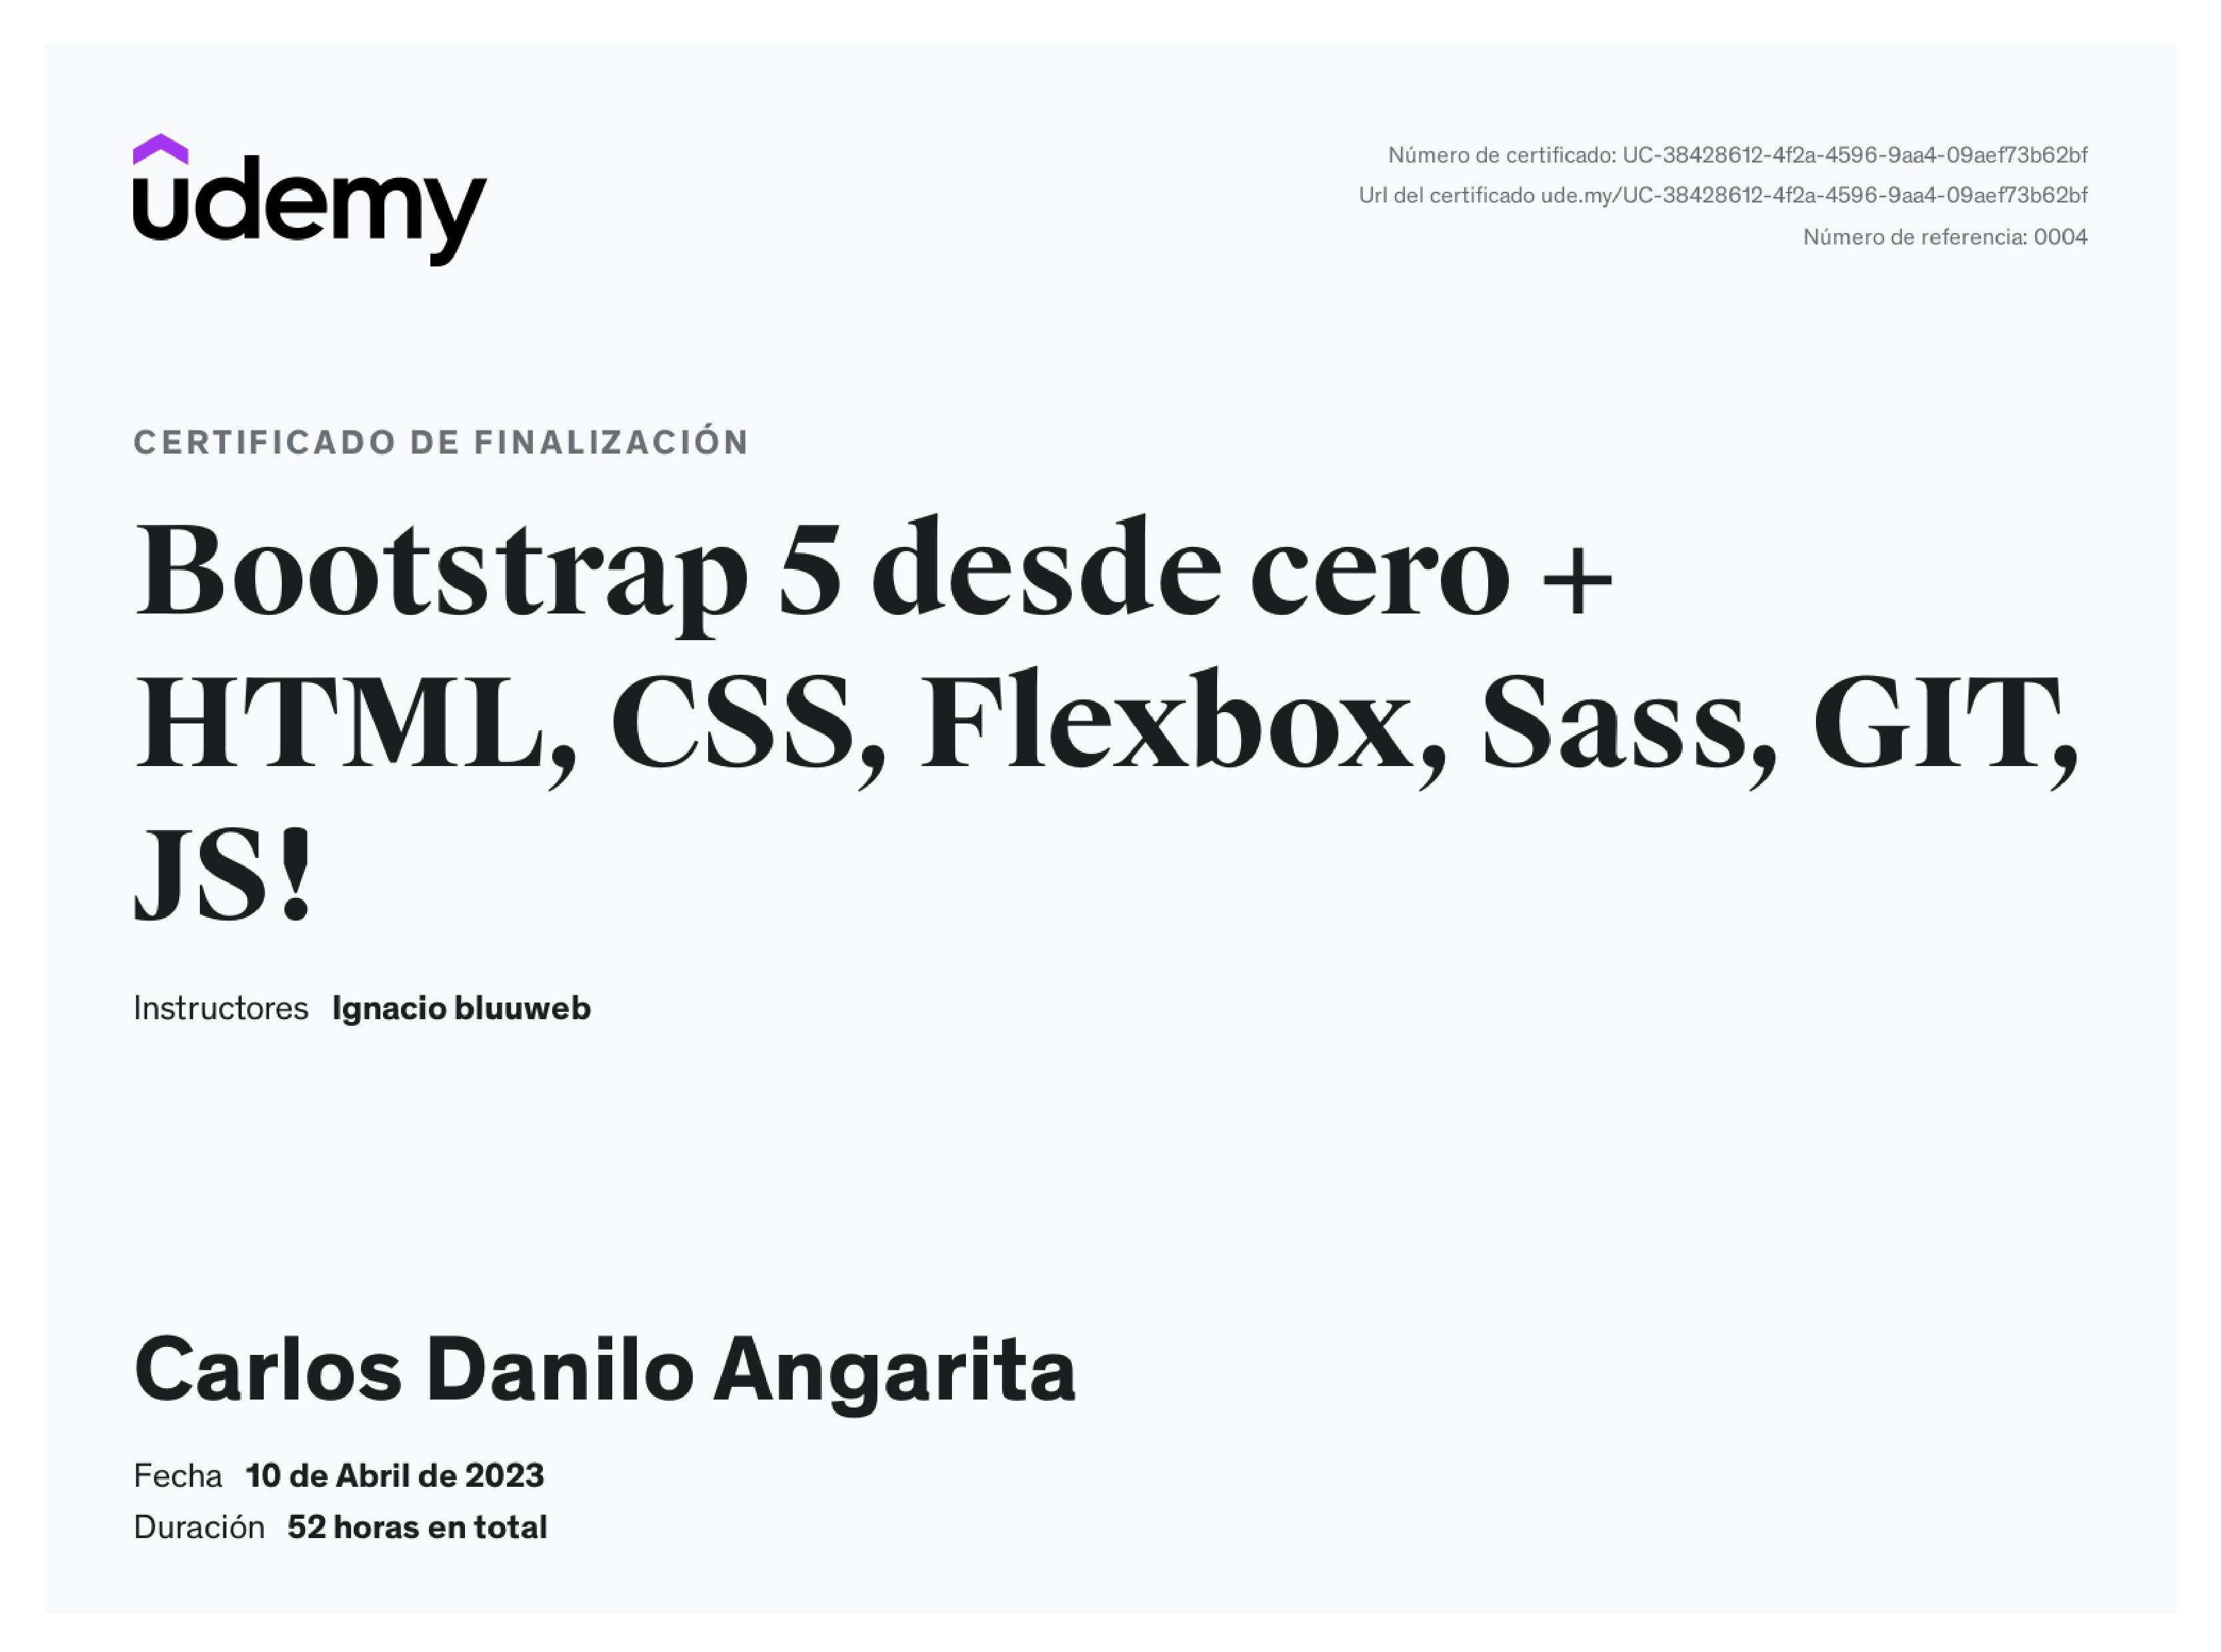 udemy
Número de certificado: UC-38428612-4f2a-4596-9aa4-09aef73b62bf
Url del certificado ude.my/UC-38428612-4f2a-4596-9aa4-09aef73b62bf
Número de referencia: 0004
CERTIFICADO DE FINALIZACIÓN
Bootstrap 5 desde cero +
HTML, CSS, Flexbox, Sass, GIT,
JS!
Instructores Ignacio bluuweb
Carlos Danilo Angarita
Fecha 10 de Abril de 2023
Duración 52 horas en total